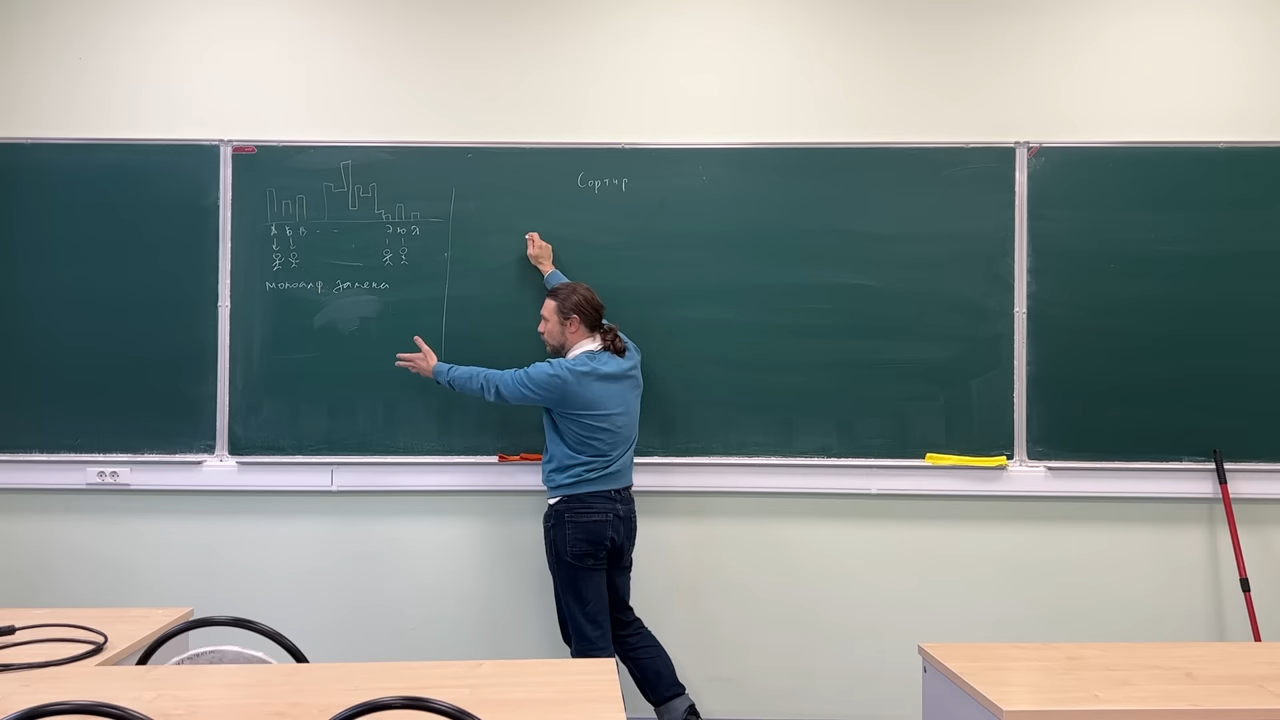 А Б В - - Э Ю Я
моноалф замена
Сортир